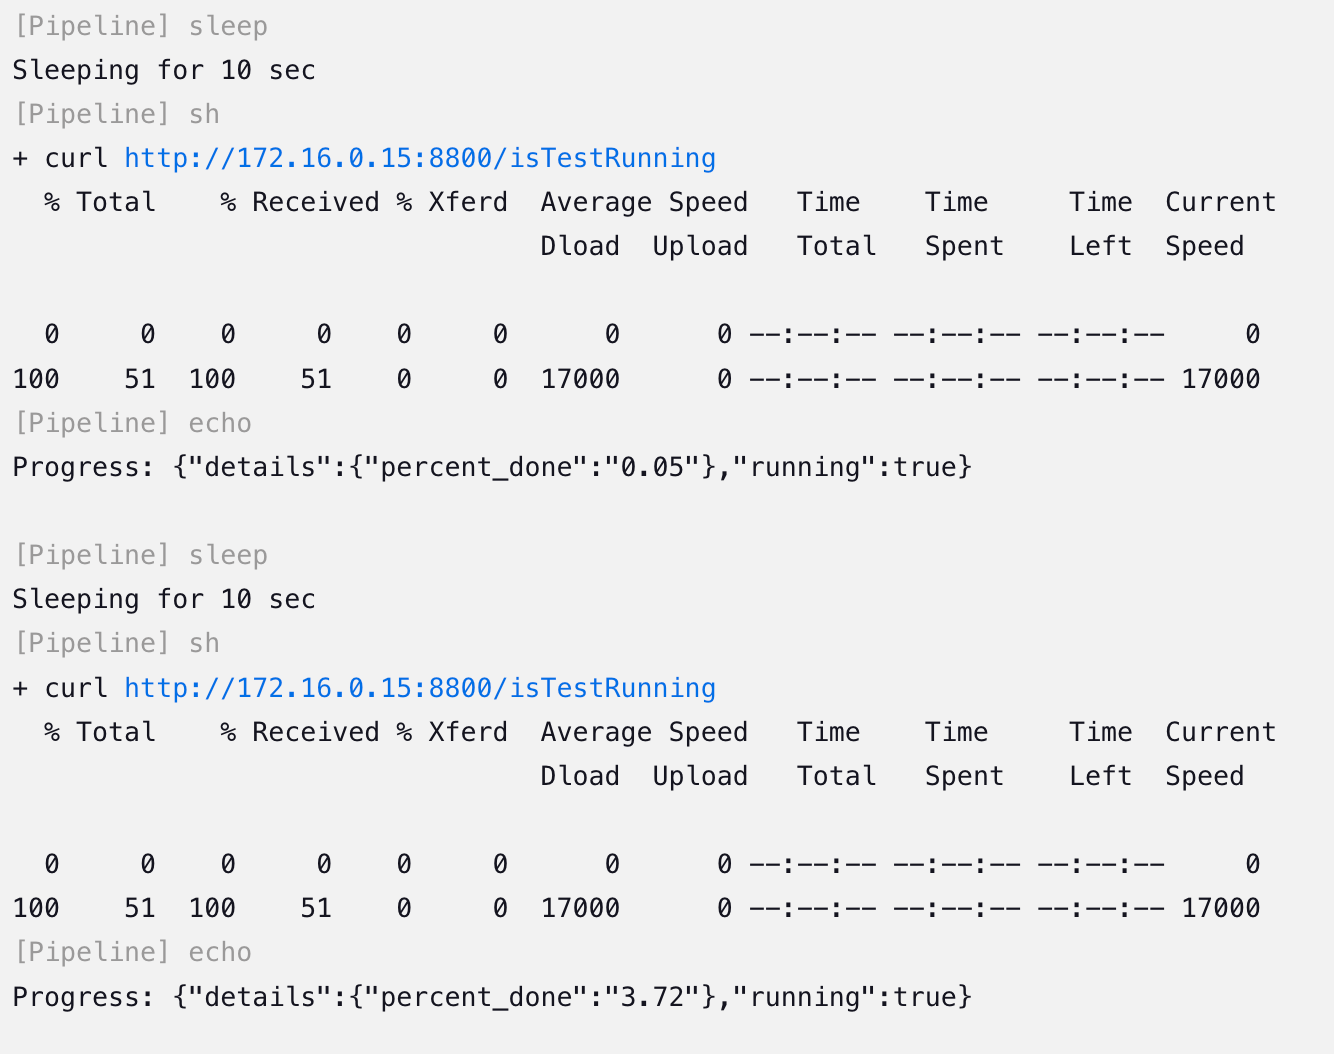 [Pipeline] sleep
Sleeping for 10 sec
[Pipeline] sh
+ curl http://172.16.0.15:8800/isTestRunning
  % Total    % Received % Xferd  Average Speed   Time    Time     Time  Current
                                 Dload  Upload   Total   Spent    Left  Speed

  0     0    0     0    0     0      0      0 --:--:-- --:--:-- --:--:--     0
100    51  100    51    0     0  17000      0 --:--:-- --:--:-- --:--:-- 17000
[Pipeline] echo
Progress: {"details":{"percent_done":"0.05"},"running":true}

[Pipeline] sleep
Sleeping for 10 sec
[Pipeline] sh
+ curl http://172.16.0.15:8800/isTestRunning
  % Total    % Received % Xferd  Average Speed   Time    Time     Time  Current
                                 Dload  Upload   Total   Spent    Left  Speed

  0     0    0     0    0     0      0      0 --:--:-- --:--:-- --:--:--     0
100    51  100    51    0     0  17000      0 --:--:-- --:--:-- --:--:-- 17000
[Pipeline] echo
Progress: {"details":{"percent_done":"3.72"},"running":true}